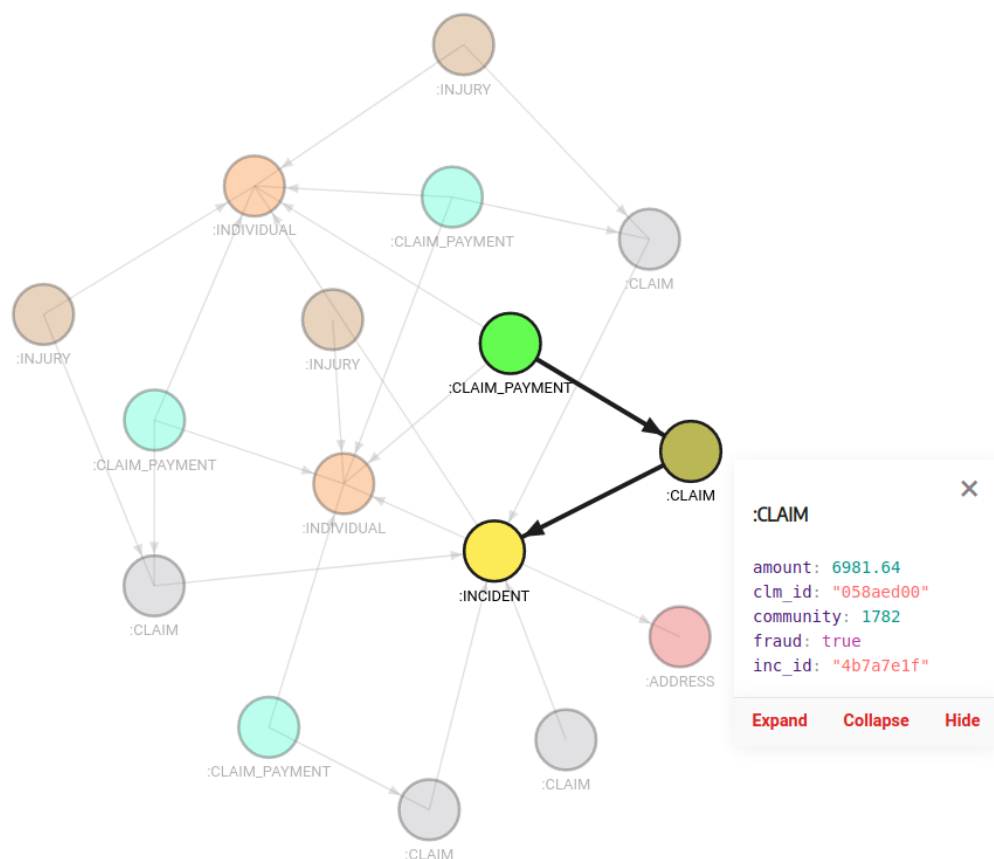 :INJURY
:INDIVIDUAL
:CLAIM_PAYMENT
:CLAIM
:INJURY
:INJURY
:CLAIM_PAYMENT
:CLAIM_PAYMENT
:CLAIM
:INDIVIDUAL
:INCIDENT
:CLAIM
:ADDRESS
:CLAIM_PAYMENT
:CLAIM
:CLAIM
:CLAIM
amount: 6981.64
clm_id: "058aed00"
community: 1782
fraud: true
inc_id: "4b7a7e1f"
Expand Collapse Hide